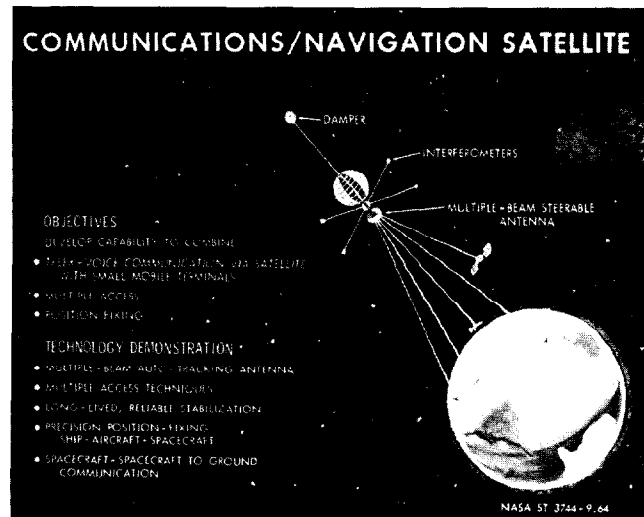 COMMUNICATIONS/NAVIGATION SATELLITE
DAMPER
INTERFEROMETERS
MULTIPLE-BEAM STEERABLE
ANTENNA
OBJECTIVES
DEVELOP CAPABILITY TO COMBINE
• VOICE COMMUNICATION VIA SATELLITE
WITH SMALL MOBILE TERMINALS
• MULTIPLE ACCESS
• POSITION FIXING
TECHNOLOGY DEMONSTRATION
• MULTIPLE-BEAM AUTO-TRACKING ANTENNA
• MULTIPLE ACCESS TECHNIQUES
• LONG-LIVED, RELIABLE STABILIZATION
• PRECISION POSITION-FIXING
SHIP-AIRCRAFT-SPACECRAFT
• SPACECRAFT-SPACECRAFT TO GROUND
COMMUNICATION
NASA ST 3744-9.64